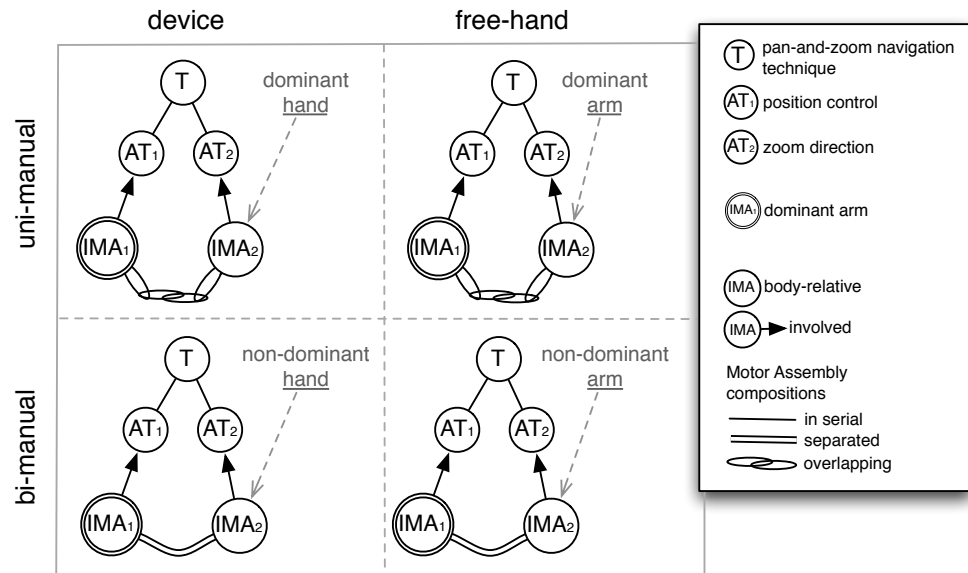 device
free-hand
uni-manual
T
dominant
hand
AT1
AT2
IMA1
IMA2
T
dominant
arm
AT1
AT2
IMA1
IMA2
bi-manual
T
non-dominant
hand
AT1
AT2
IMA1
IMA2
T
non-dominant
arm
AT1
AT2
IMA1
IMA2
T pan-and-zoom navigation
technique
AT1 position control
AT2 zoom direction
IMA1 dominant arm
IMA body-relative
IMA involved
Motor Assembly
compositions
in serial
separated
overlapping